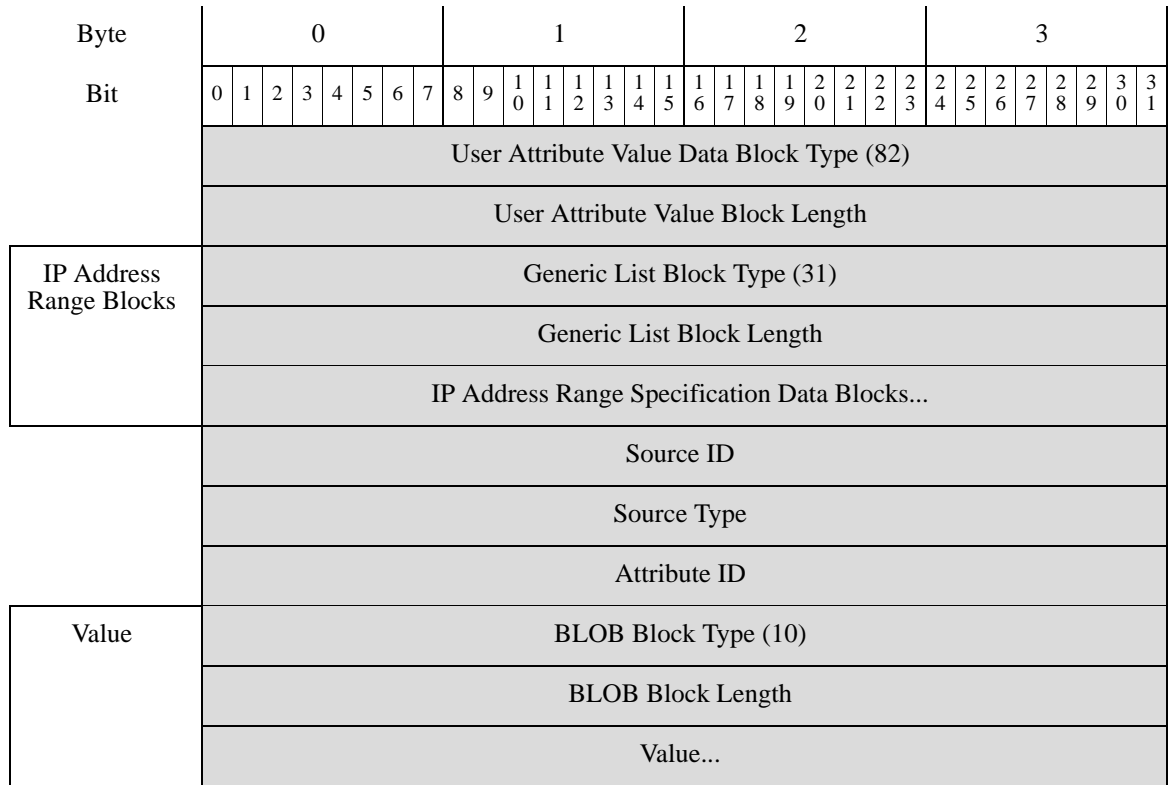 Byte 0 1 2 3
Bit 0 1 2 3 4 5 6 7 8 9 10 11 12 13 14 15 16 17 18 19 20 21 22 23 24 25 26 27 28 29 30 31
User Attribute Value Data Block Type (82)
User Attribute Value Block Length
IP Address
Range Blocks
Generic List Block Type (31)
Generic List Block Length
IP Address Range Specification Data Blocks...
Source ID
Source Type
Attribute ID
Value
BLOB Block Type (10)
BLOB Block Length
Value...